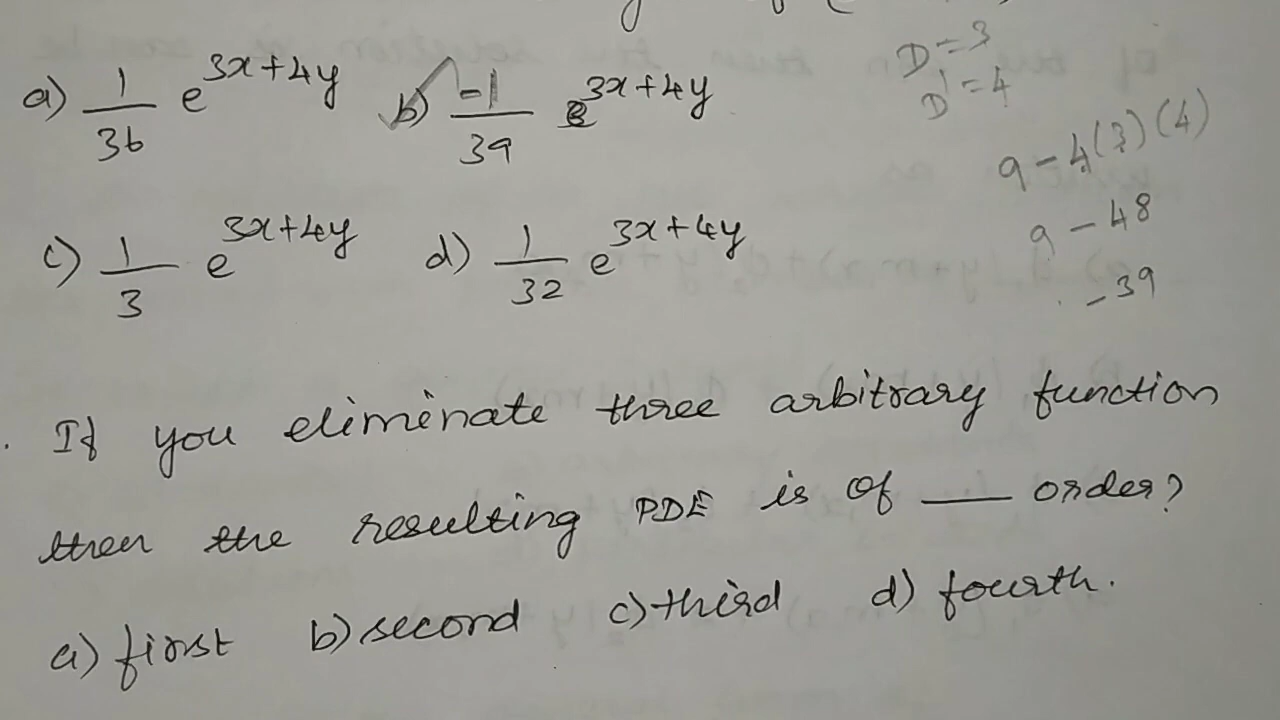 a) 1/36 e^3x+4y b) -1/39 e^3x+4y
D=3
D'=4
9-4(3)(4)
9-48
-39
c) 1/3 e^3x+4y d) 1/32 e^3x+4y
. If you eliminate three arbitrary function
then the resulting PDE is of ___ order?
a) first b) second c) third d) fourth.